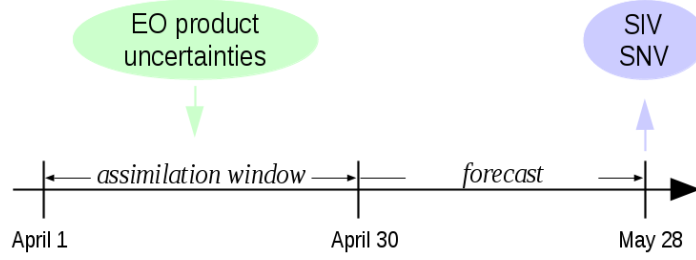 EO product
uncertainties
SIV
SNV
assimilation window
forecast
April 1
April 30
May 28